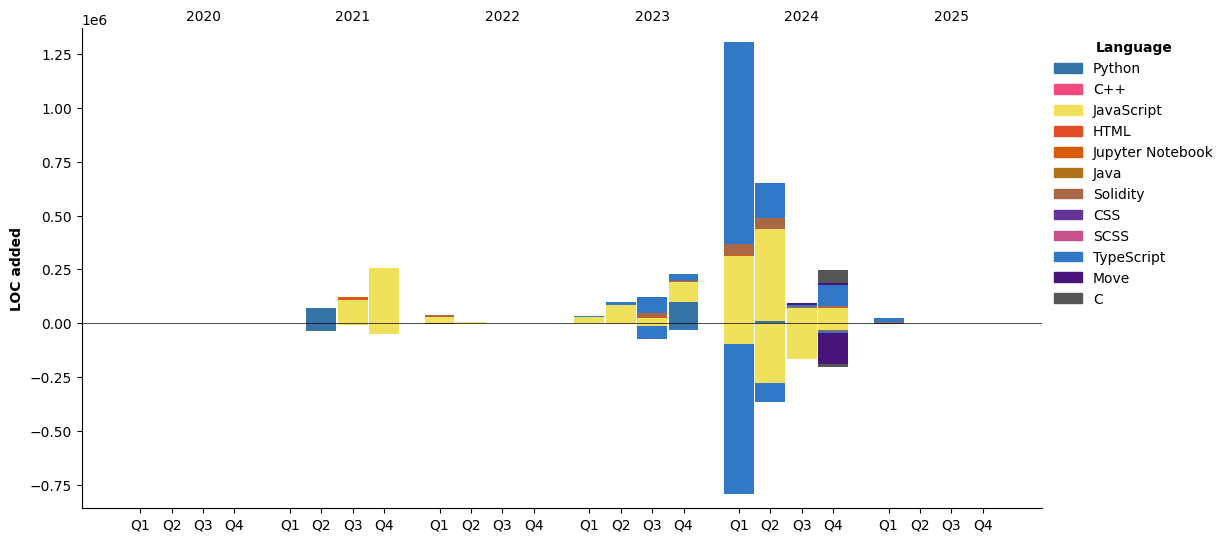 2020 2021 2022 2023 2024 2025
1e6
Language
Python
C++
JavaScript
HTML
Jupyter Notebook
Java
Solidity
CSS
SCSS
TypeScript
Move
C
LOC added
1.25
1.00
0.75
0.50
0.25
0.00
−0.25
−0.50
−0.75
Q1 Q2 Q3 Q4 Q1 Q2 Q3 Q4 Q1 Q2 Q3 Q4 Q1 Q2 Q3 Q4 Q1 Q2 Q3 Q4 Q1 Q2 Q3 Q4